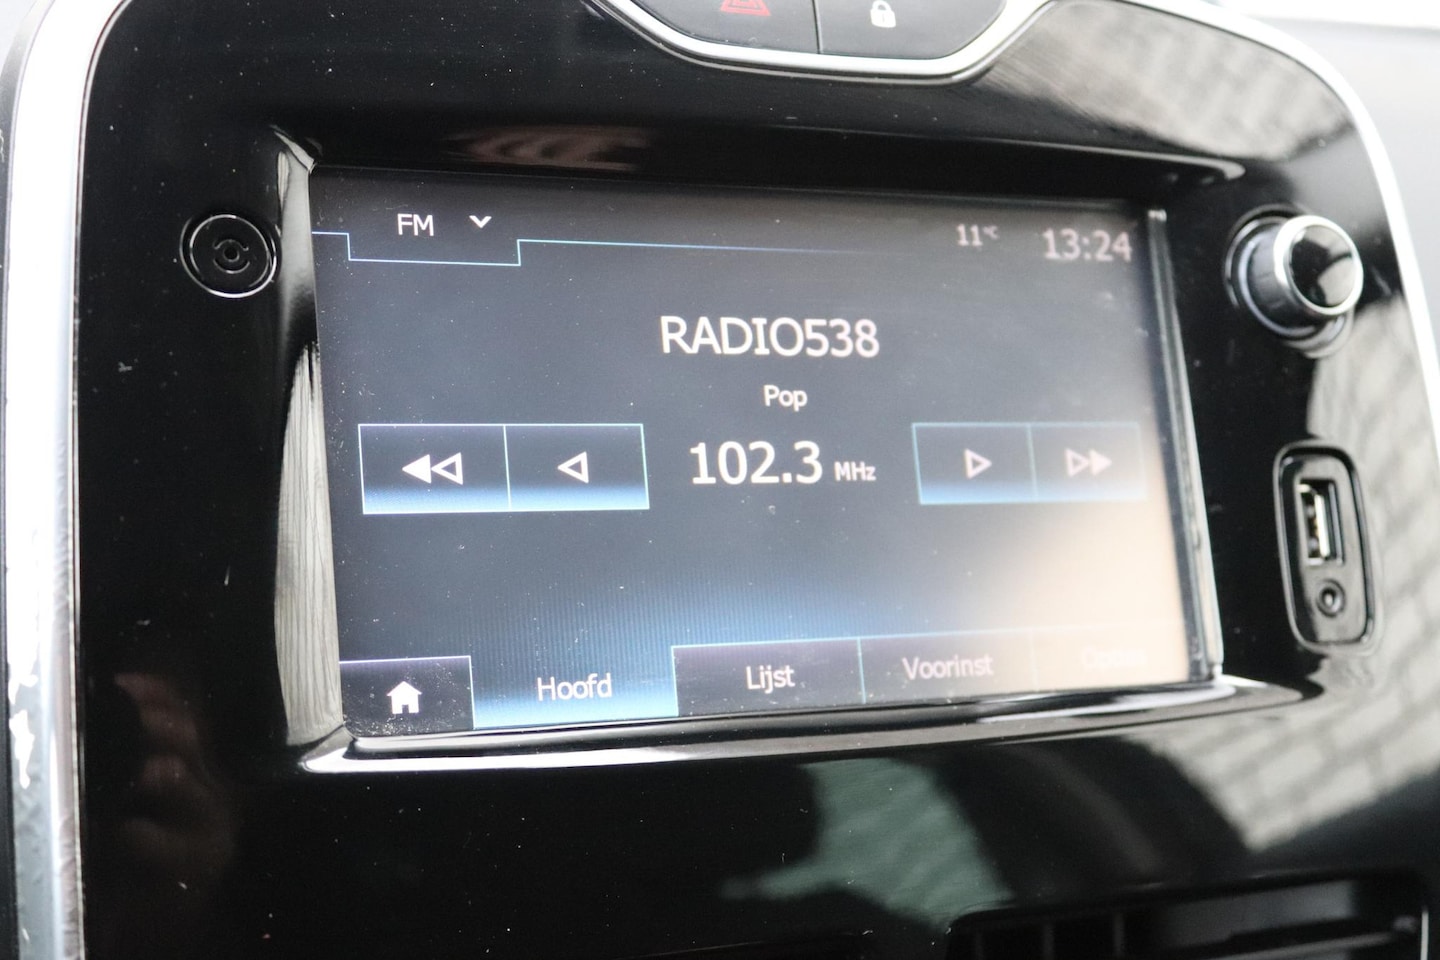 FM 11°C 13:24
RADIO538
Pop
102.3 MHz
Hoofd Lijst Voorinst